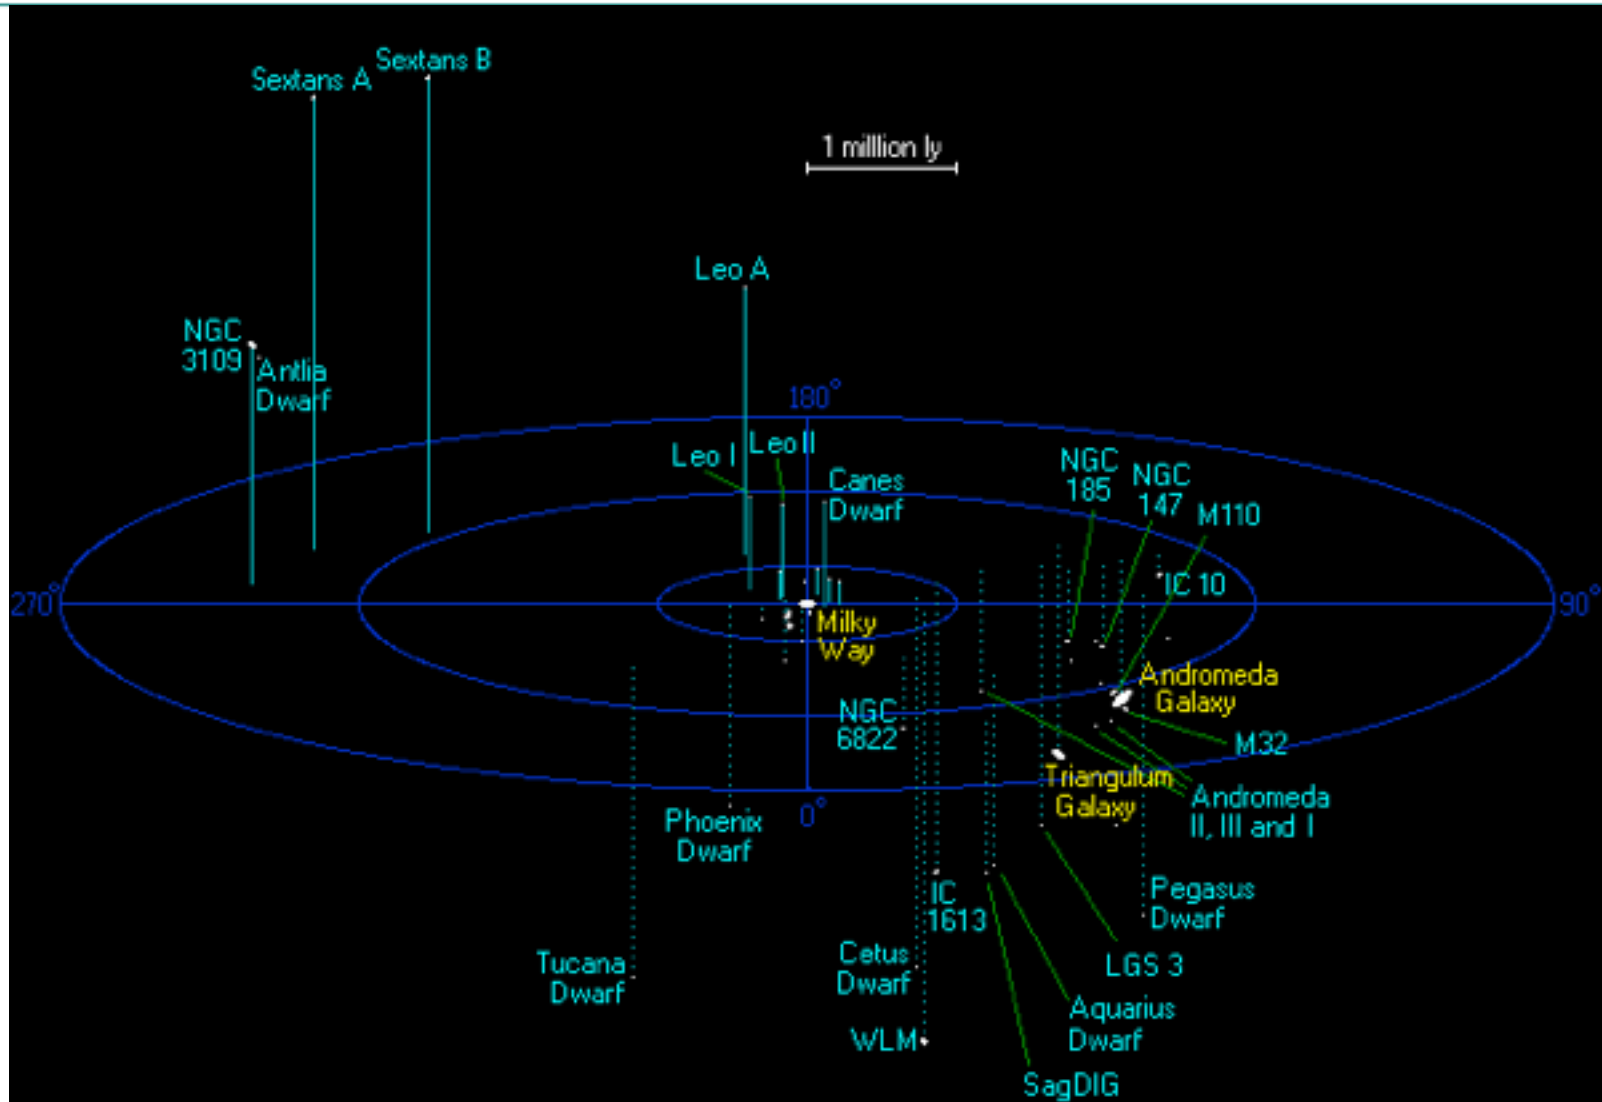 Sextans B
Sextans A
1 milllion ly
Leo A
NGC
3109
Antlia
Dwarf
180°
Leo I
Leo II
Canes
Dwarf
NGC
185
NGC
147
M110
IC 10
270°
90°
Milky
Way
Andromeda
Galaxy
NGC
6822
M32
Triangulum
Galaxy
Andromeda
II, III and I
0°
Phoenix
Dwarf
IC
1613
Pegasus
Dwarf
Tucana
Dwarf
Cetus
Dwarf
LGS 3
Aquarius
Dwarf
WLM
SagDIG